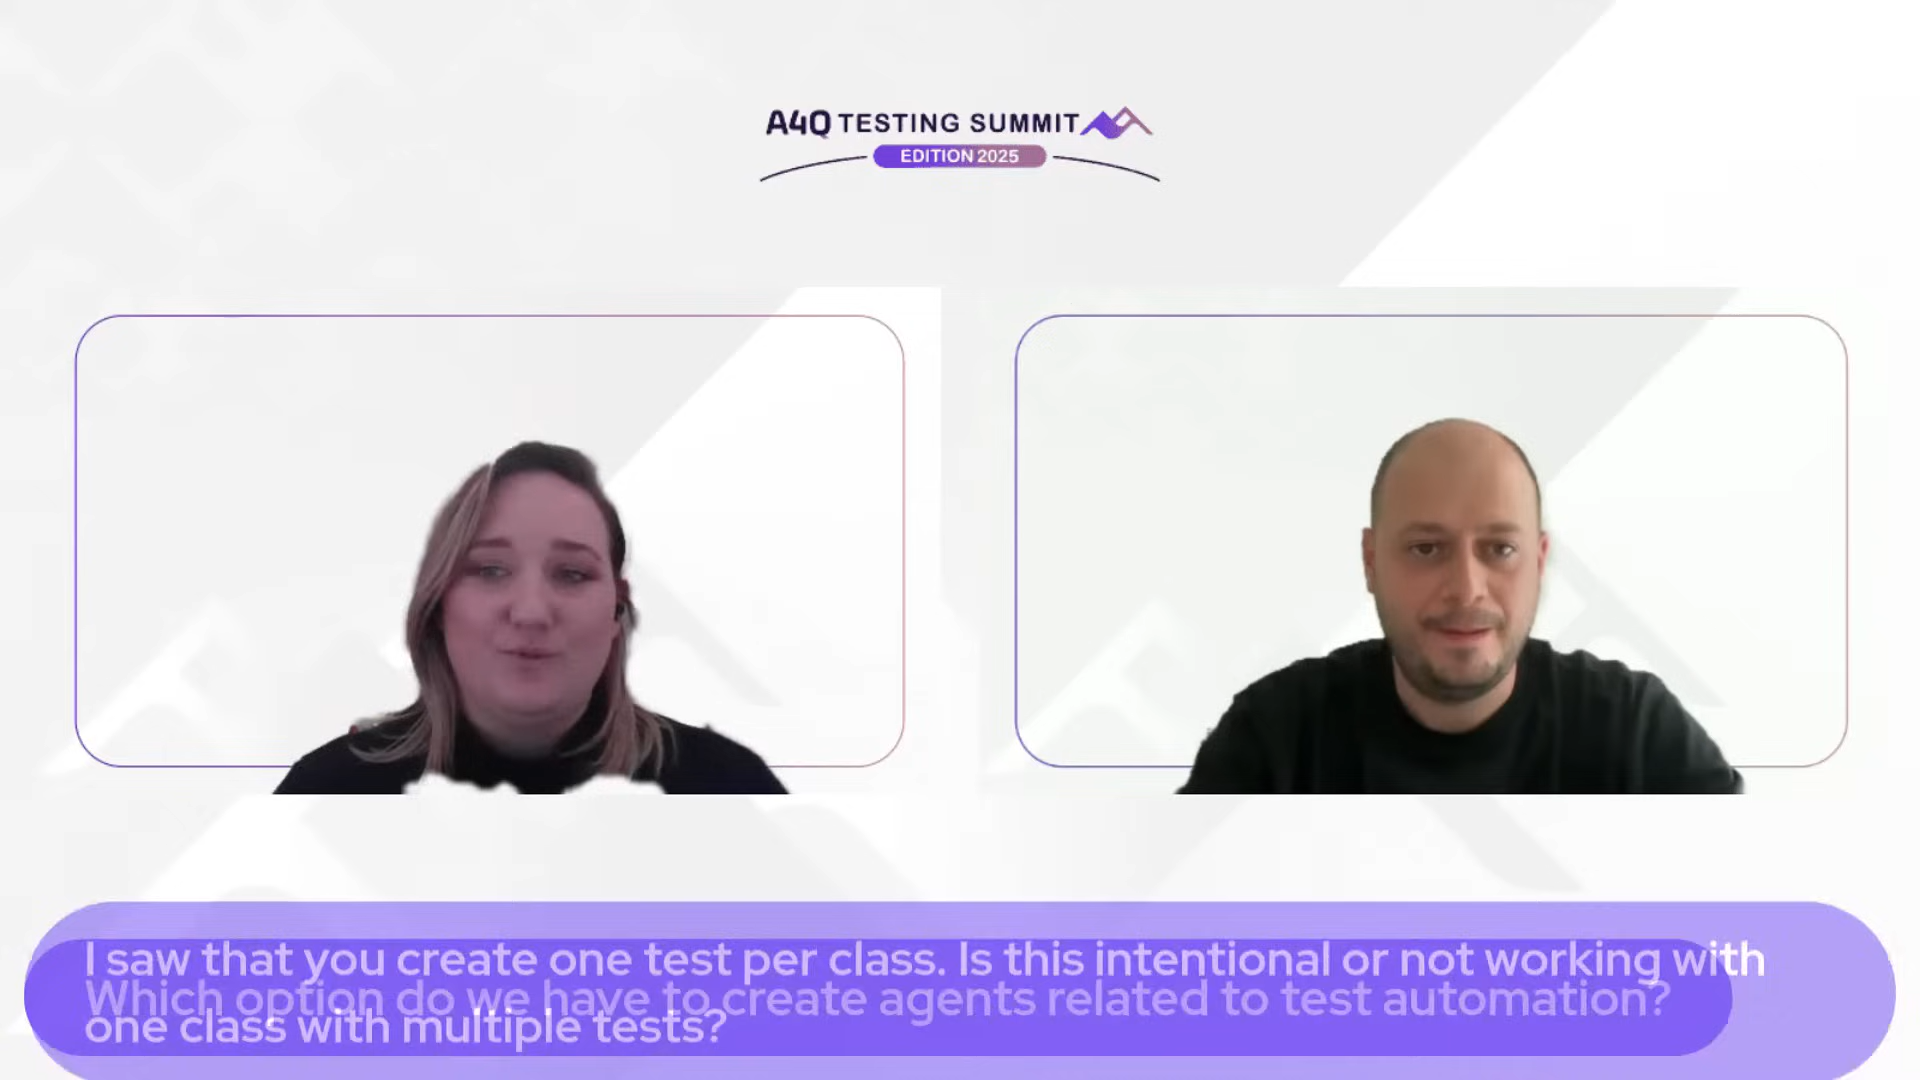 A4Q TESTING SUMMIT
EDITION 2025
I saw that you create one test per class. Is this intentional or not working with
Which option do we have to create agents related to test automation?
one class with multiple tests?